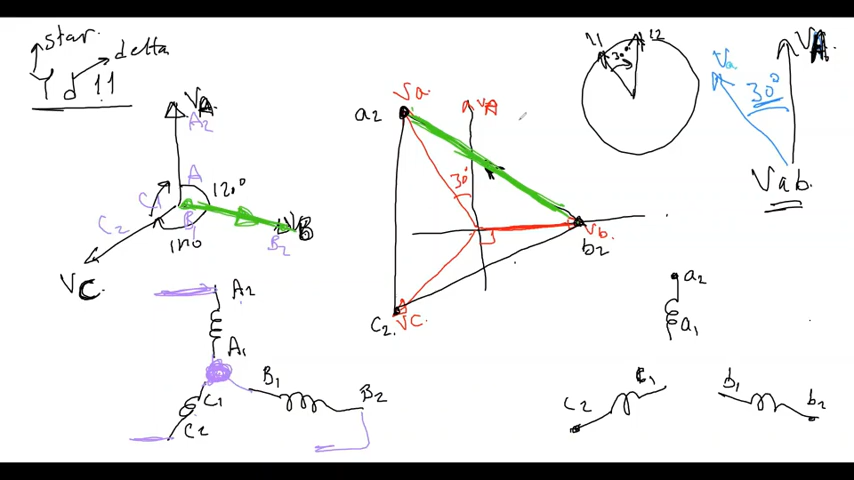 star.
delta
Y d 11
VA
A2
A
120°
C1
B1
C2
B2
VB
120
VC
A2
A1
B1
C1
B2
C2
Va
a2
VA
30°
Vb.
b2
c2
VC
11
12
30°
VA
Va
30°
Vab.
a2
a1
c1
c2
b1
b2